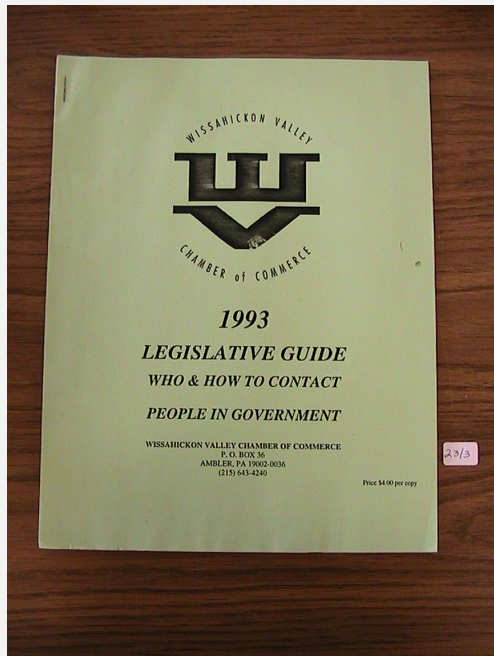 WISSAHICKON VALLEY
WV
CHAMBER of COMMERCE
1993
LEGISLATIVE GUIDE
WHO & HOW TO CONTACT
PEOPLE IN GOVERNMENT
WISSAHICKON VALLEY CHAMBER OF COMMERCE
P. O. BOX 36
AMBLER, PA 19002-0036
(215) 643-4240
Price $4.00 per copy
23/3